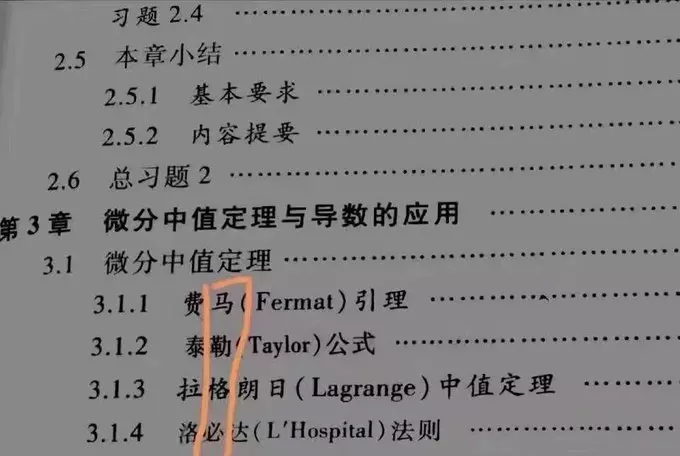 习题 2.4 ……………………
2.5 本章小结 ……………………
2.5.1 基本要求 ……………………
2.5.2 内容提要 ……………………
2.6 总习题 2 ……………………
第 3 章 微分中值定理与导数的应用 ……………………
3.1 微分中值定理 ……………………
3.1.1 费马(Fermat)引理 ……………………
3.1.2 泰勒(Taylor)公式 ……………………
3.1.3 拉格朗日(Lagrange)中值定理 ……………………
3.1.4 洛必达(L'Hospital)法则 ……………………